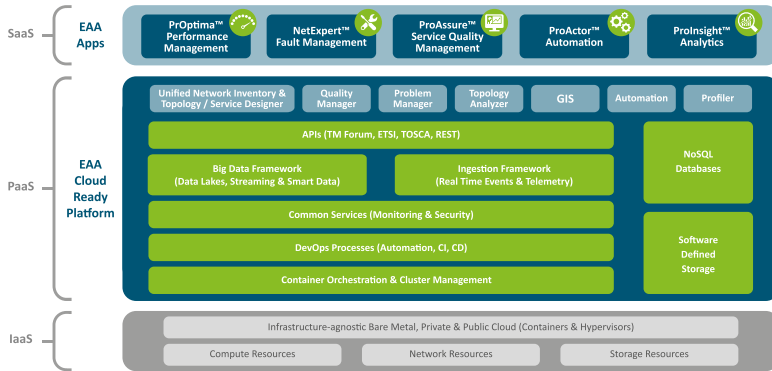 SaaS
EAA
Apps
ProOptima™
Performance
Management
NetExpert™
Fault Management
ProAssure™
Service Quality
Management
ProActor™
Automation
ProInsight™
Analytics
PaaS
EAA
Cloud
Ready
Platform
Unified Network Inventory &
Topology / Service Designer
Quality
Manager
Problem
Manager
Topology
Analyzer
GIS
Automation
Profiler
APIs (TM Forum, ETSI, TOSCA, REST)
Big Data Framework
(Data Lakes, Streaming & Smart Data)
Ingestion Framework
(Real Time Events & Telemetry)
Common Services (Monitoring & Security)
DevOps Processes (Automation, CI, CD)
Container Orchestration & Cluster Management
NoSQL
Databases
Software
Defined
Storage
IaaS
Infrastructure-agnostic Bare Metal, Private & Public Cloud (Containers & Hypervisors)
Compute Resources
Network Resources
Storage Resources